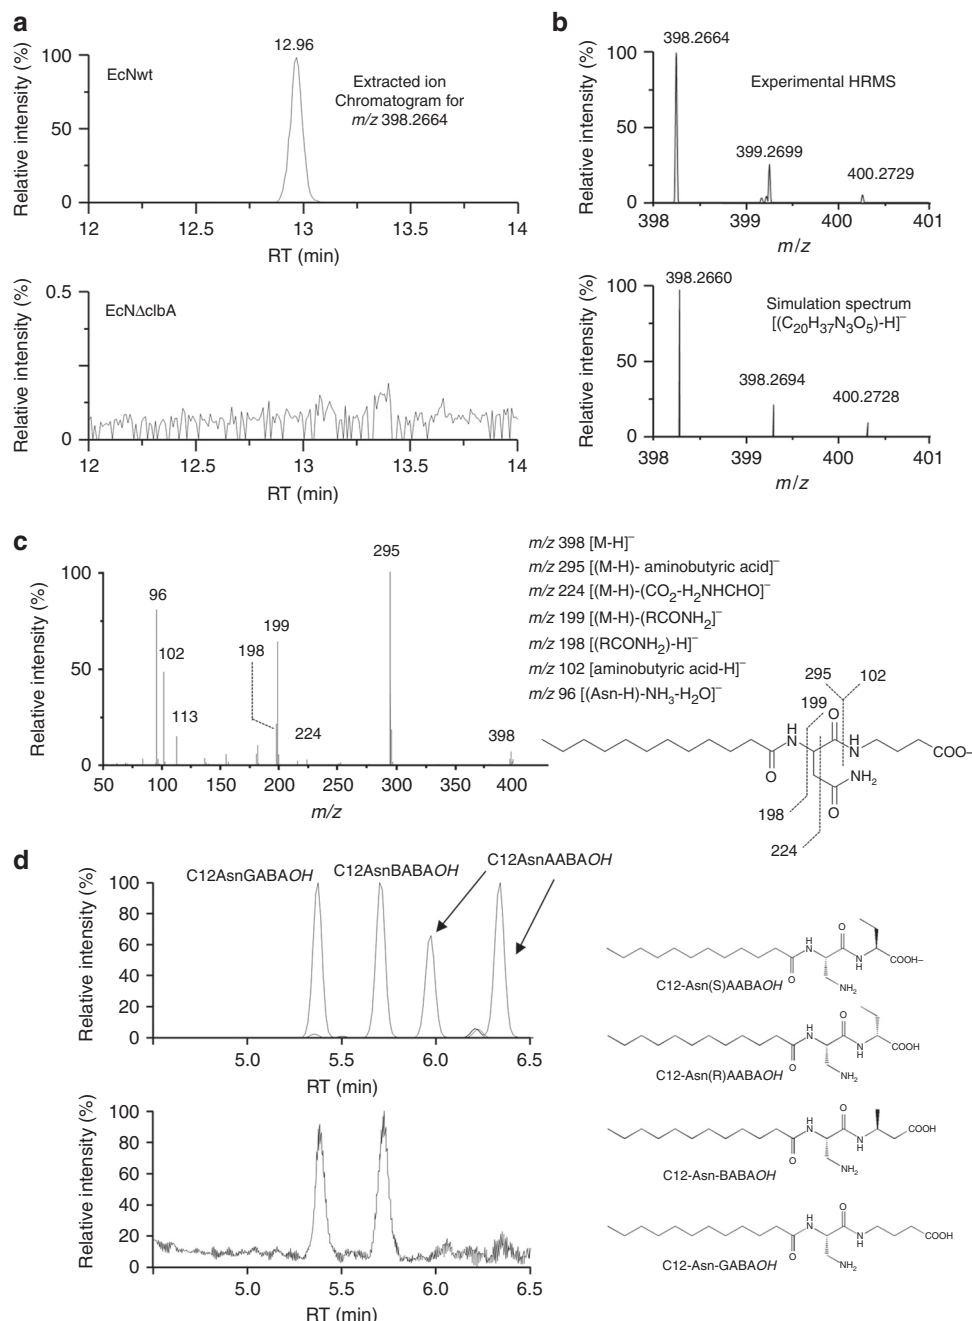 a
Relative intensity (%)
100
50
0
EcNwt
12.96
Extracted ion
Chromatogram for
m/z 398.2664
12 12.5 13 13.5 14
RT (min)
Relative intensity (%)
0.5
0
EcNΔclbA
12 12.5 13 13.5 14
RT (min)
b
Relative intensity (%)
100
50
0
398.2664
Experimental HRMS
399.2699
400.2729
398 399 400 401
m/z
Relative intensity (%)
100
50
0
398.2660
Simulation spectrum
[(C20H37N3O5)-H]–
398.2694
400.2728
398 399 400 401
m/z
c
Relative intensity (%)
100
50
0
96
102
113
198
199
224
295
398
50 100 150 200 250 300 350 400
m/z
m/z 398 [M-H]–
m/z 295 [(M-H)- aminobutyric acid]–
m/z 224 [(M-H)-(CO2-H2NHCHO]–
m/z 199 [(M-H)-(RCONH2]–
m/z 198 [(RCONH2)-H]–
m/z 102 [aminobutyric acid-H]–
m/z 96 [(Asn-H)-NH3-H2O]–
295 102
199
O
H
N
H
N
COO–
O
NH2
O
198
224
d
Relative intensity (%)
100
80
60
40
20
0
C12AsnGABAOH
C12AsnBABAOH
C12AsnAABAOH
5.0 5.5 6.0 6.5
RT (min)
Relative intensity (%)
100
80
60
40
20
0
5.0 5.5 6.0 6.5
RT (min)
O
H
N
N
H
COOH–
O
NH2
C12-Asn(S)AABAOH
O
H
N
N
H
COOH
O
NH2
C12-Asn(R)AABAOH
O
H
N
N
H
COOH
O
NH2
C12-Asn-BABAOH
O
H
N
N
H
COOH
O
NH2
C12-Asn-GABAOH